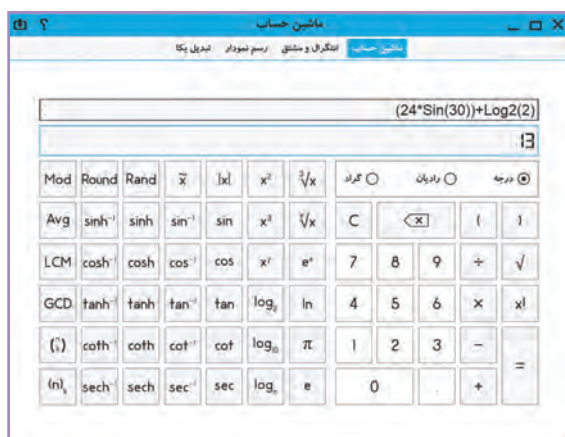 ماشین حساب
ماشین حساب انتگرال و مشتق رسم نمودار تبدیل یکا
(24*Sin(30))+Log2(2)
13
Mod Round Rand x̃ |x| x² ∛x درجه رادیان گراد
Avg sinh⁻¹ sinh sin⁻¹ sin x³ ʸ√x C ( )
LCM cosh⁻¹ cosh cos⁻¹ cos xʸ eˣ 7 8 9 ÷ √
GCD tanh⁻¹ tanh tan⁻¹ tan log₂ ln 4 5 6 × x!
coth⁻¹ coth cot⁻¹ cot log₁₀ π 1 2 3 − =
sech⁻¹ sech sec⁻¹ sec logₙ e 0 . +